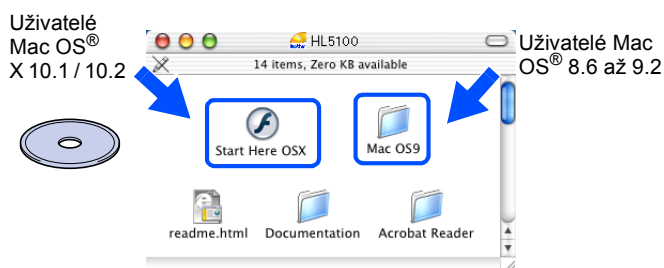 Uživatelé
Mac OS®
X 10.1 / 10.2
HL5100
14 items, Zero KB available
Start Here OSX
Mac OS9
readme.html
Documentation
Acrobat Reader
Uživatelé Mac
OS® 8.6 až 9.2